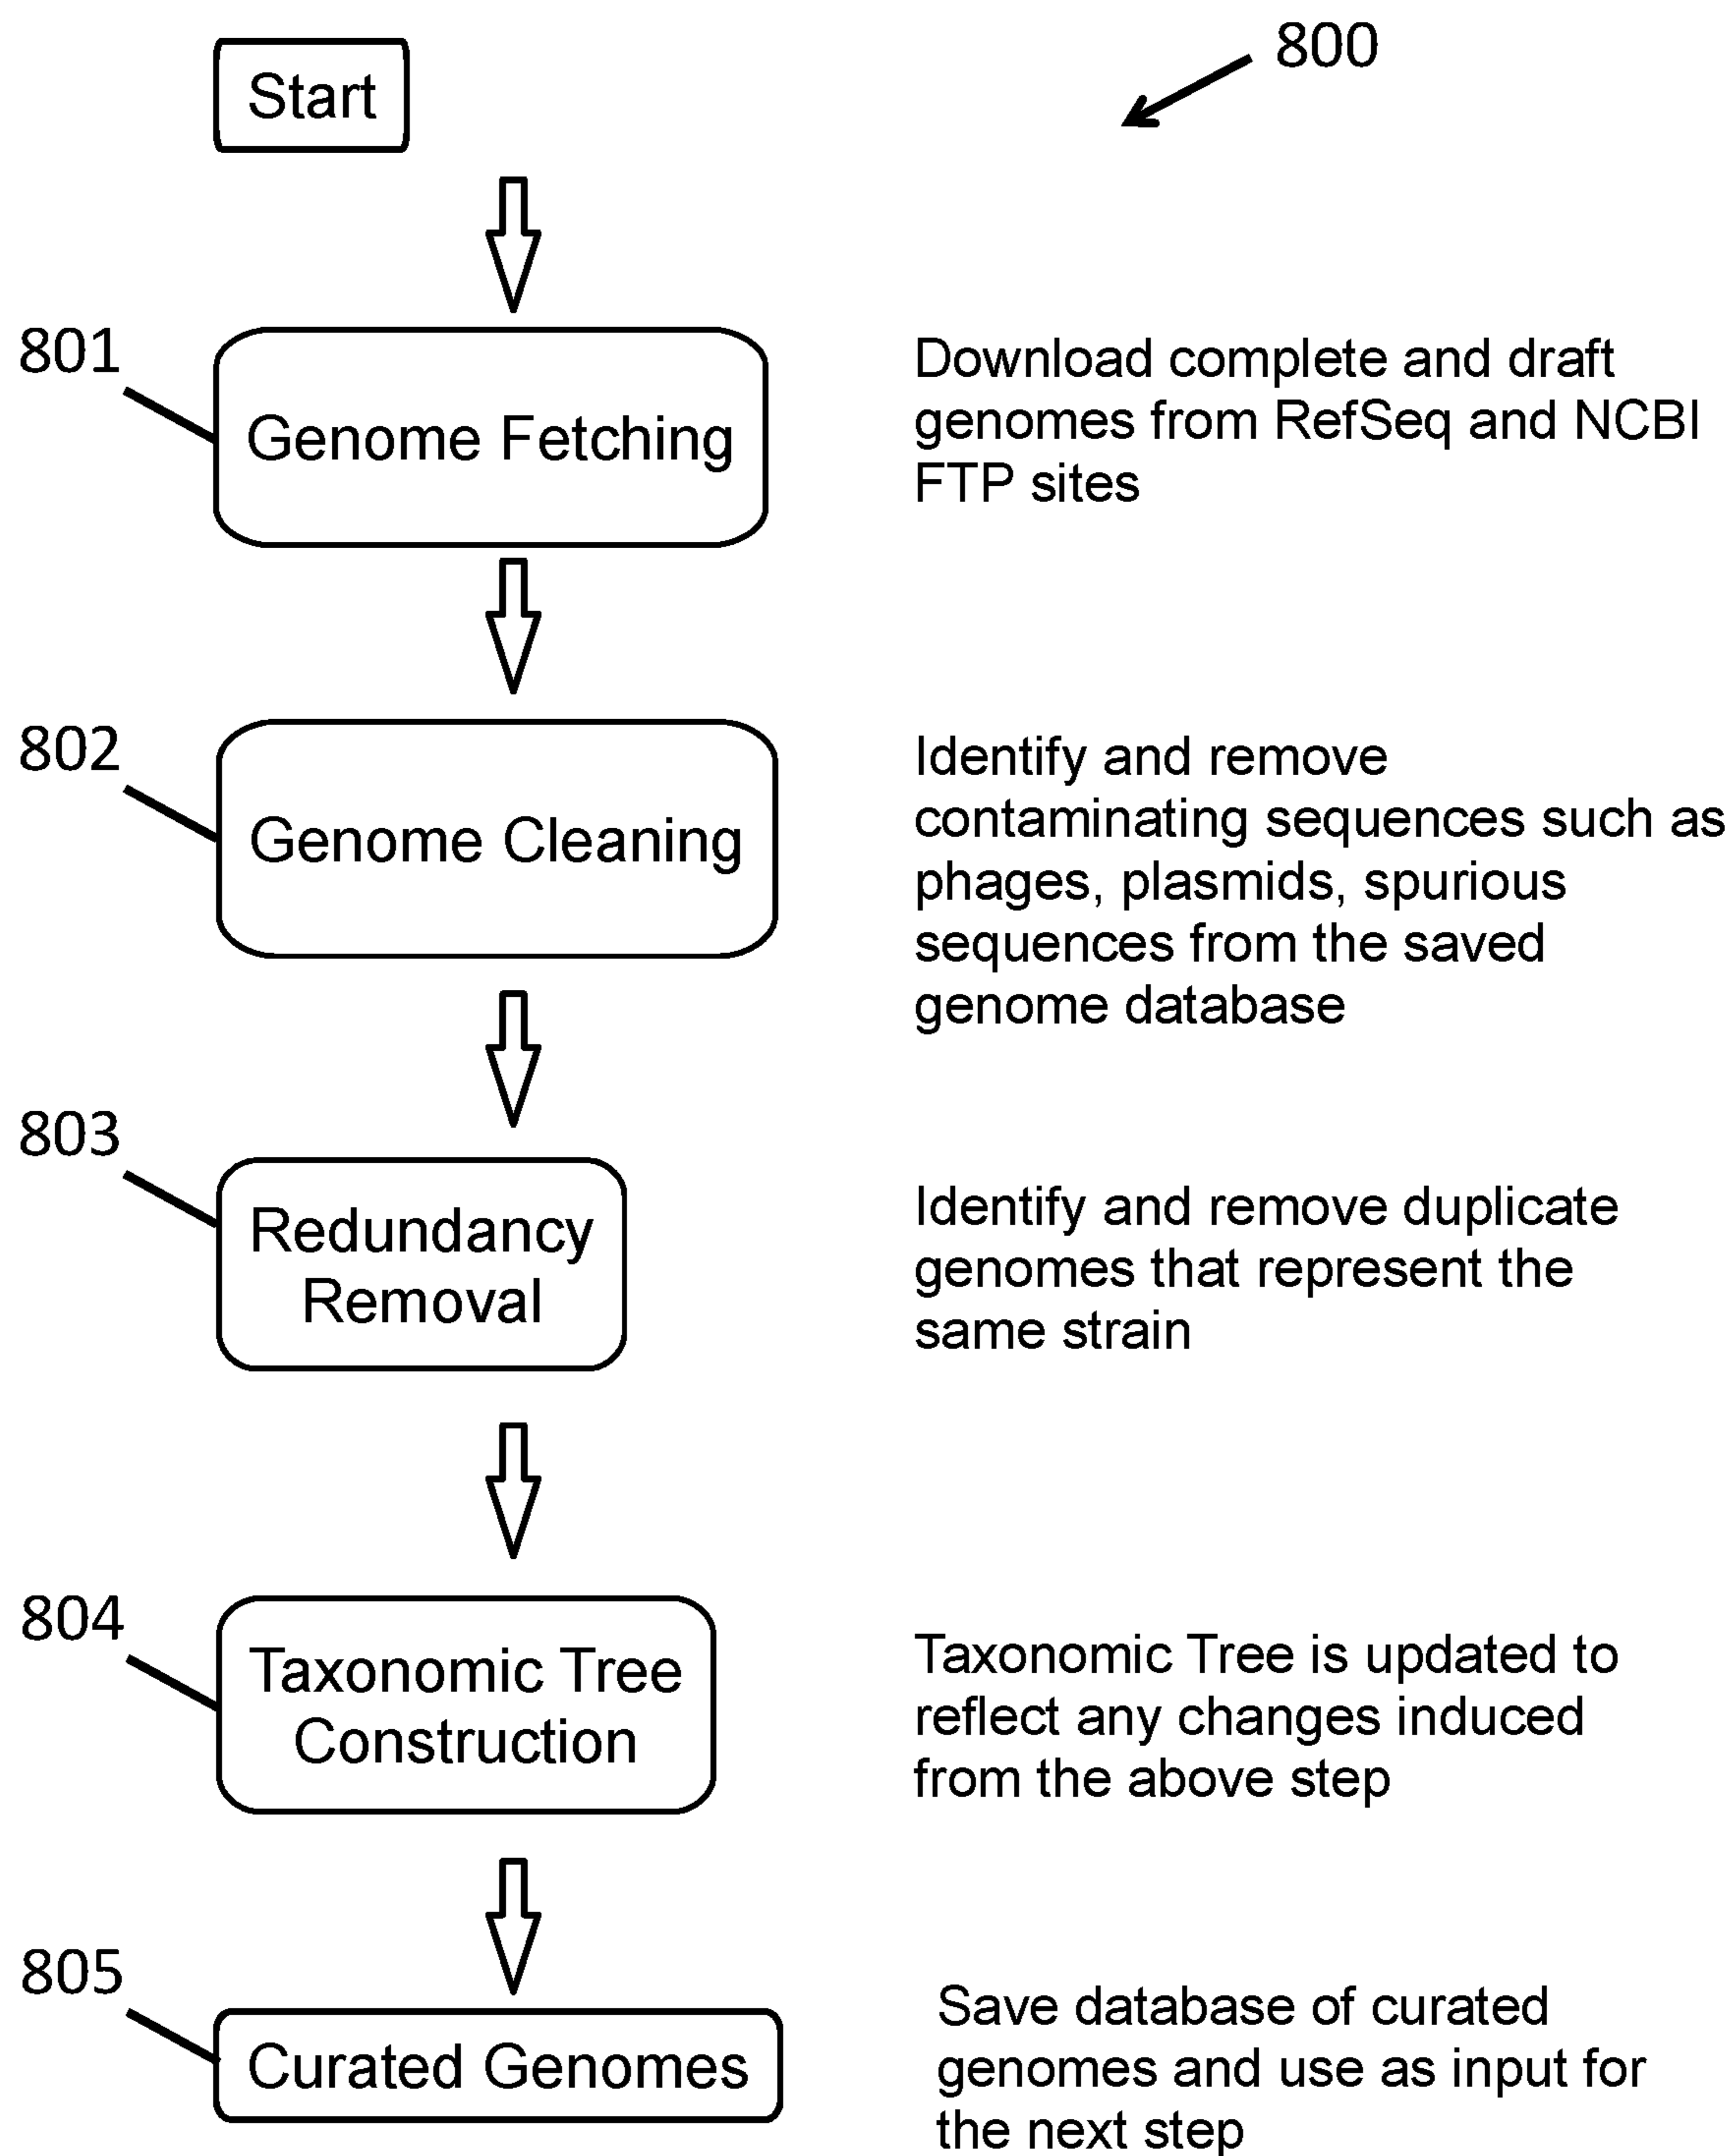 Start
800
801
Genome Fetching
Download complete and draft
genomes from RefSeq and NCBI
FTP sites
802
Genome Cleaning
Identify and remove
contaminating sequences such as
phages, plasmids, spurious
sequences from the saved
genome database
803
Redundancy
Removal
Identify and remove duplicate
genomes that represent the
same strain
804
Taxonomic Tree
Construction
Taxonomic Tree is updated to
reflect any changes induced
from the above step
805
Curated Genomes
Save database of curated
genomes and use as input for
the next step